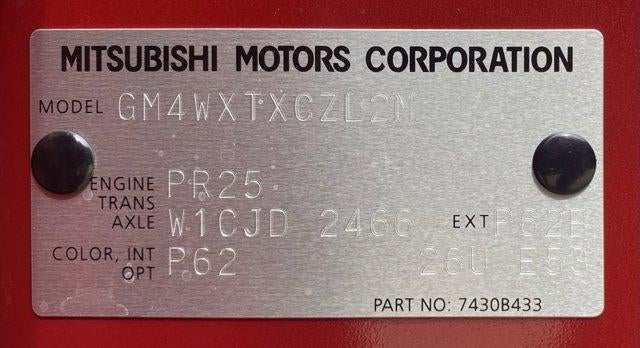 MITSUBISHI MOTORS CORPORATION
MODEL GM4WXTXCZL2M
ENGINE PR25
TRANS
AXLE W1CJD 2466 EXT P62B
COLOR, INT P62 26U E53
OPT
PART NO: 7430B433